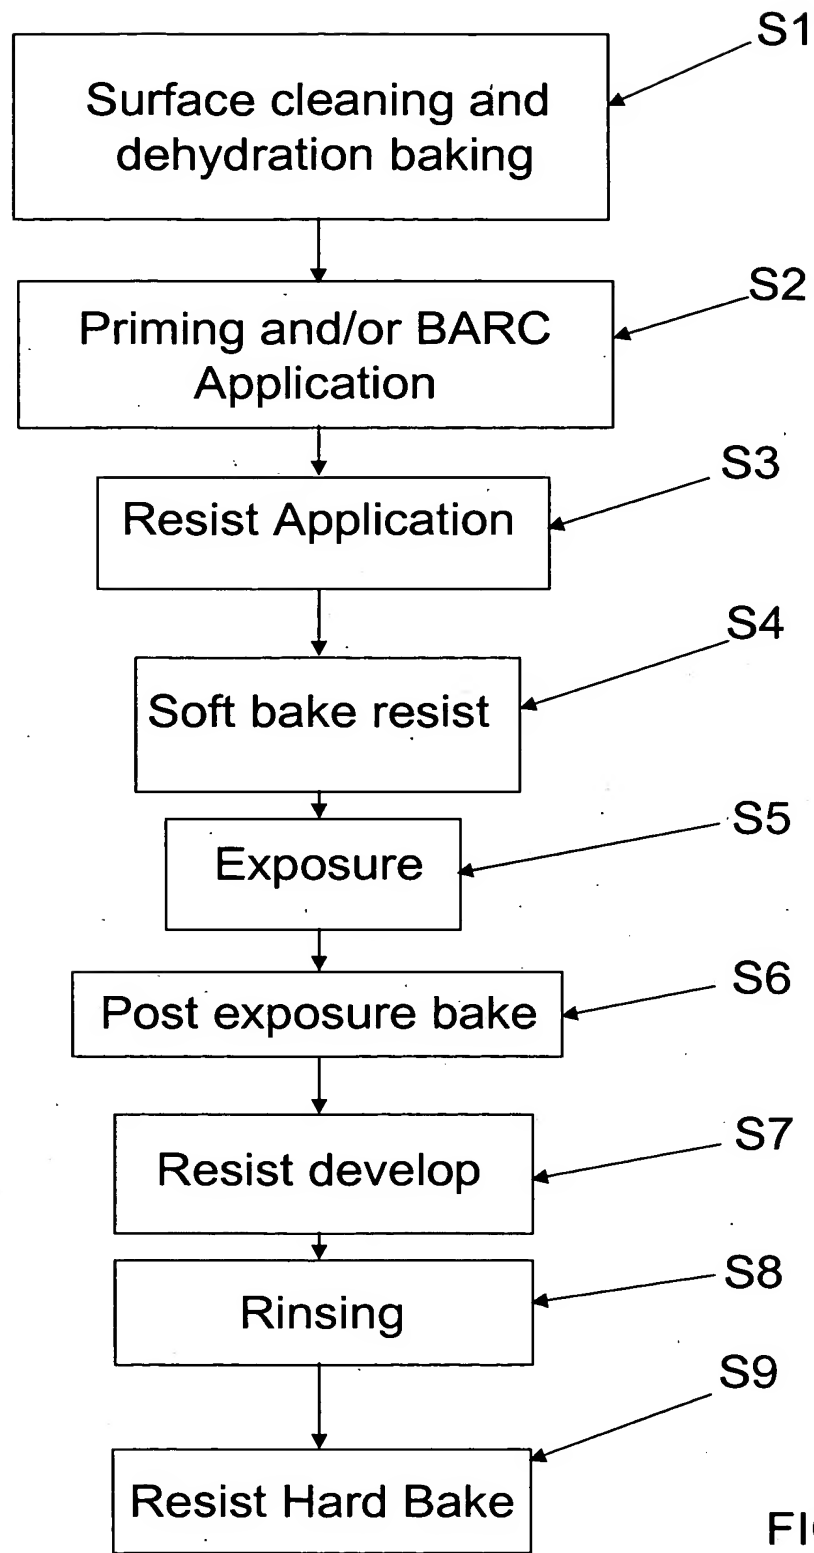 S1
Surface cleaning and
dehydration baking
S2
Priming and/or BARC
Application
S3
Resist Application
S4
Soft bake resist
S5
Exposure
S6
Post exposure bake
S7
Resist develop
S8
Rinsing
S9
Resist Hard Bake